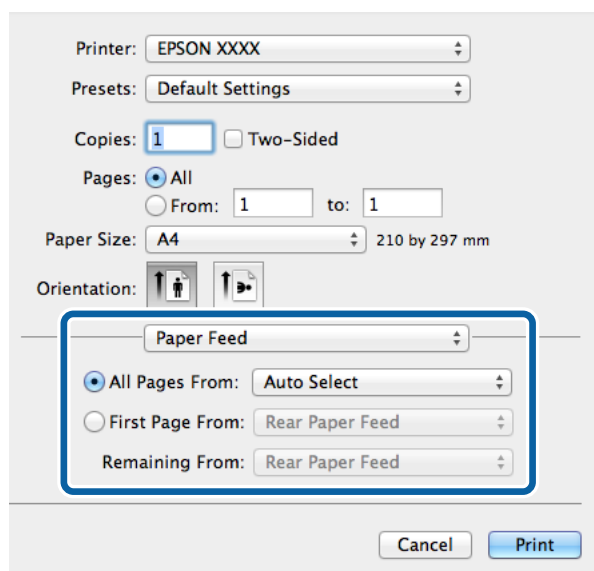 Printer: EPSON XXXX
Presets: Default Settings
Copies: 1 Two-Sided
Pages: All
From: 1 to: 1
Paper Size: A4 210 by 297 mm
Orientation:
Paper Feed
All Pages From: Auto Select
First Page From: Rear Paper Feed
Remaining From: Rear Paper Feed
Cancel Print